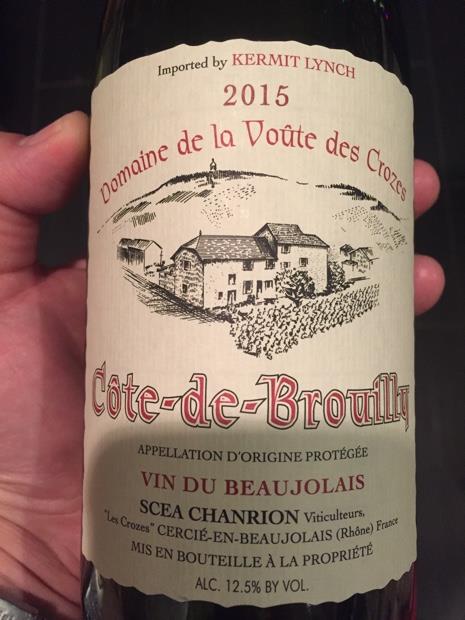 Imported by KERMIT LYNCH
2015
Domaine de la Voûte des Crozes
Côte-de-Brouilly
APPELLATION D'ORIGINE PROTÉGÉE
VIN DU BEAUJOLAIS
SCEA CHANRION Viticulteurs,
"Les Crozes" CERCIÉ-EN-BEAUJOLAIS (Rhône) France
MIS EN BOUTEILLE À LA PROPRIÉTÉ
ALC. 12.5% BY VOL.